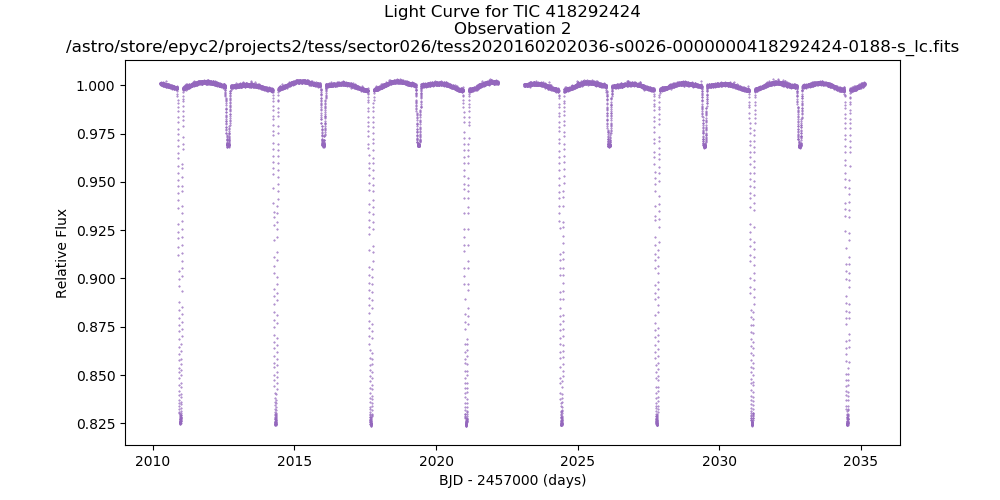 Light Curve for TIC 418292424
Observation 2
/astro/store/epyc2/projects2/tess/sector026/tess2020160202036-s0026-0000000418292424-0188-s_lc.fits
1.000
0.975
0.950
0.925
0.900
0.875
0.850
0.825
Relative Flux
2010 2015 2020 2025 2030 2035
BJD - 2457000 (days)